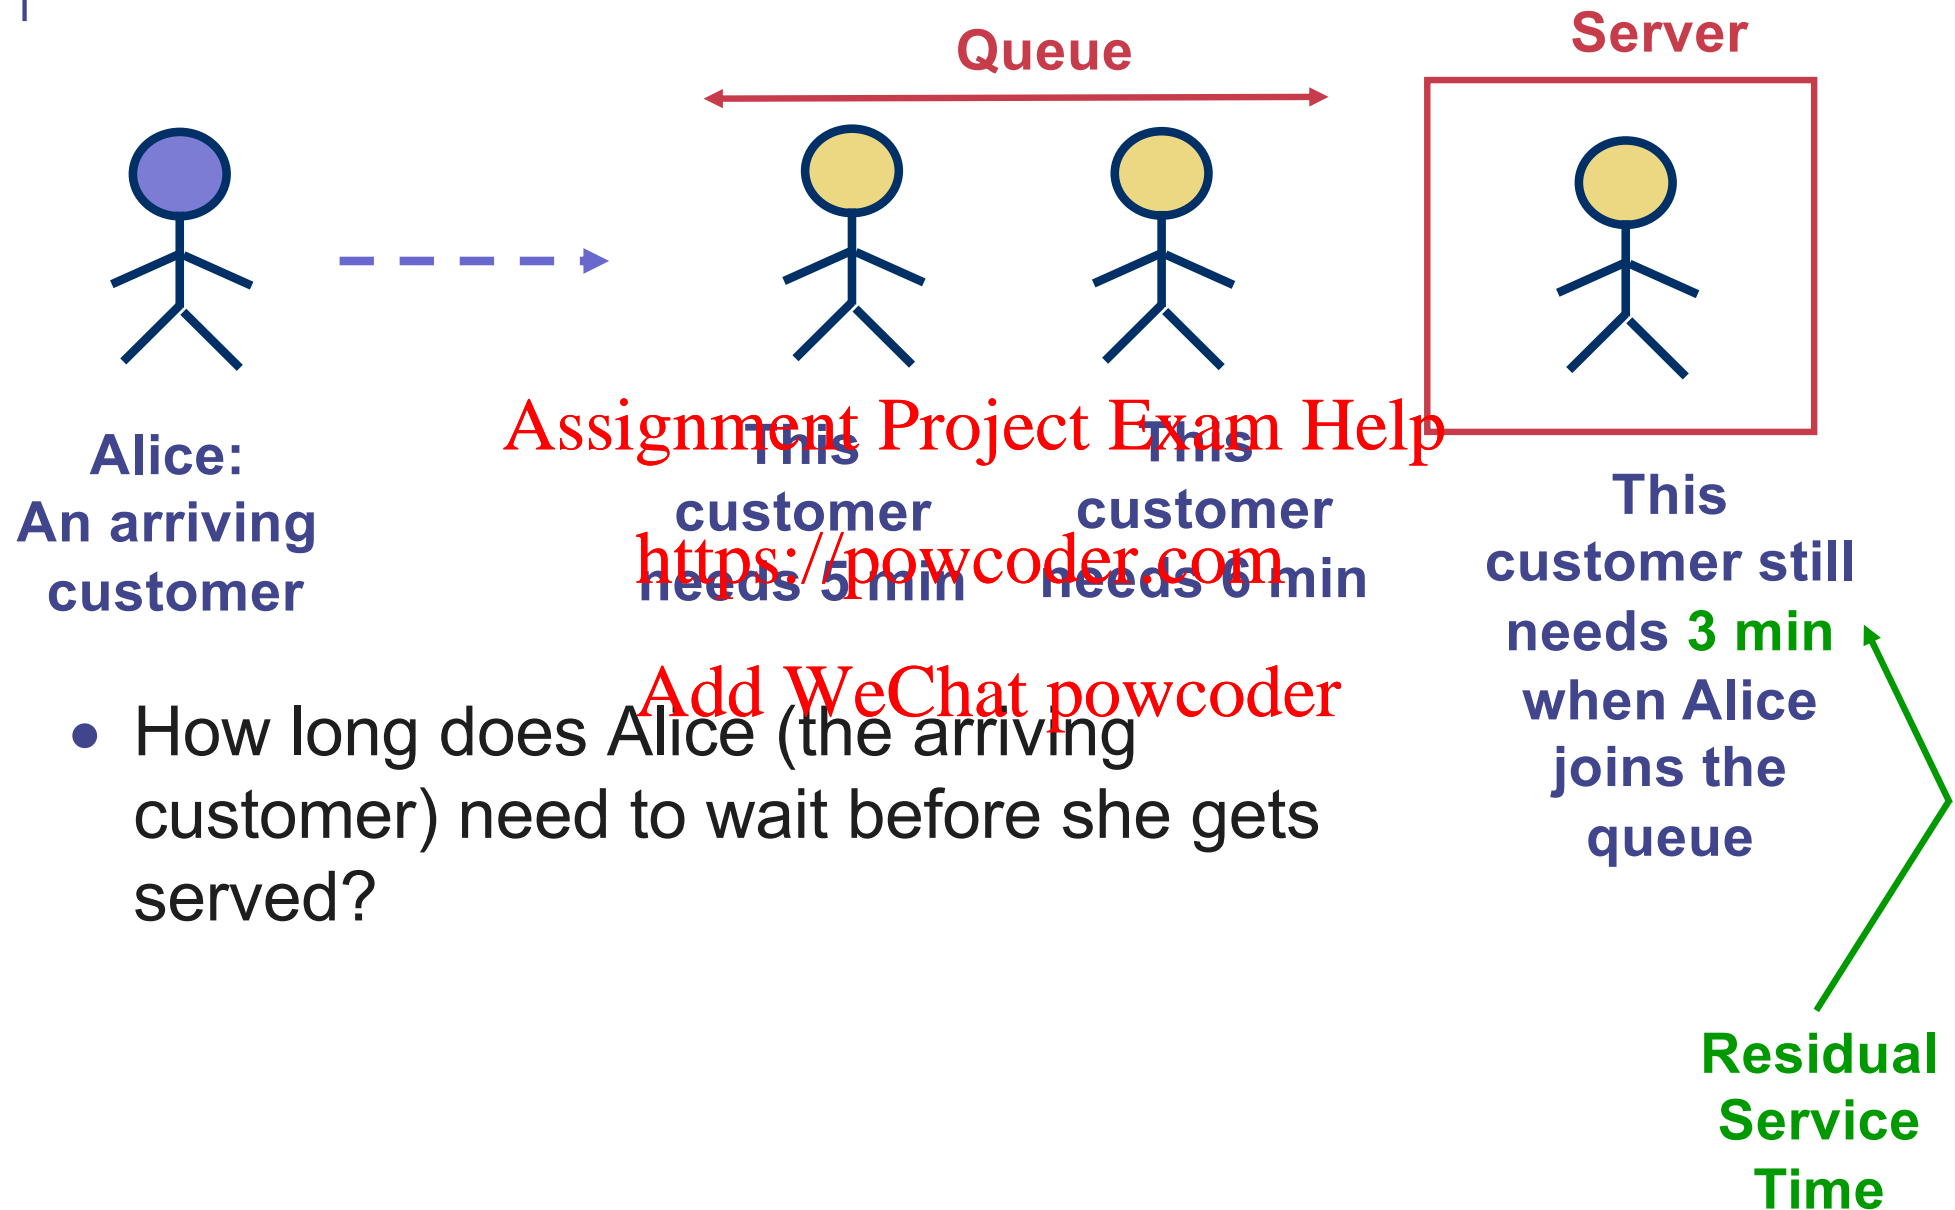 Queue
Server
Assignment Project Exam Help
https://powcoder.com
Add WeChat powcoder
Alice:
An arriving
customer
This
customer
needs 5 min
This
customer
needs 6 min
This
customer still
needs 3 min
when Alice
joins the
queue
• How long does Alice (the arriving
customer) need to wait before she gets
served?
Residual
Service
Time